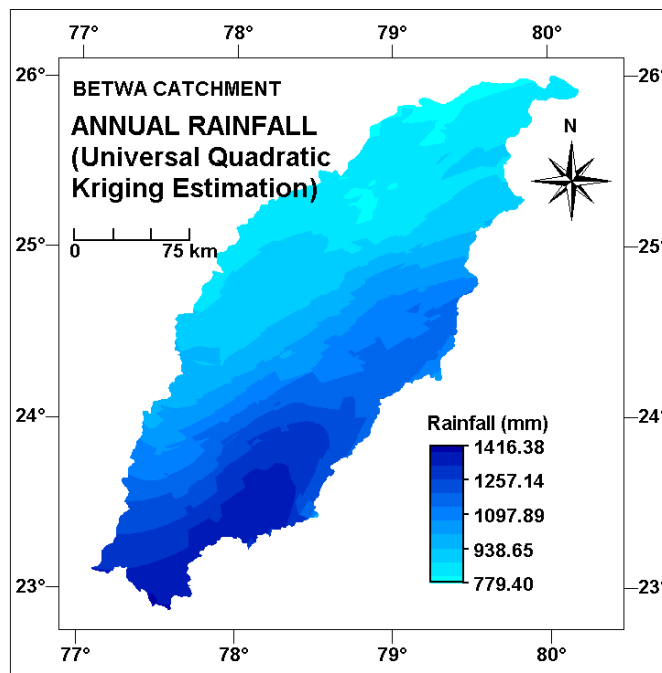 77° 78° 79° 80°
26° 26°
BETWA CATCHMENT
ANNUAL RAINFALL
(Universal Quadratic
Kriging Estimation)
N
25° 25°
0 75 km
24° 24°
Rainfall (mm)
1416.38
1257.14
1097.89
938.65
779.40
23° 23°
77° 78° 79° 80°